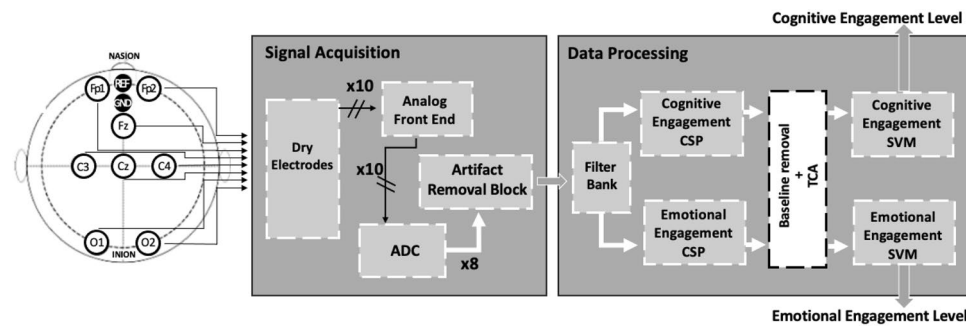 Cognitive Engagement Level
NASION
Fp1
REF
Fp2
GND
Fz
C3
Cz
C4
O1
O2
INION
Signal Acquisition
x10
Dry
Electrodes
Analog
Front End
x10
Artifact
Removal Block
ADC
x8
Data Processing
Filter
Bank
Cognitive
Engagement
CSP
Emotional
Engagement
CSP
Baseline removal
+
TCA
Cognitive
Engagement
SVM
Emotional
Engagement
SVM
Emotional Engagement Level